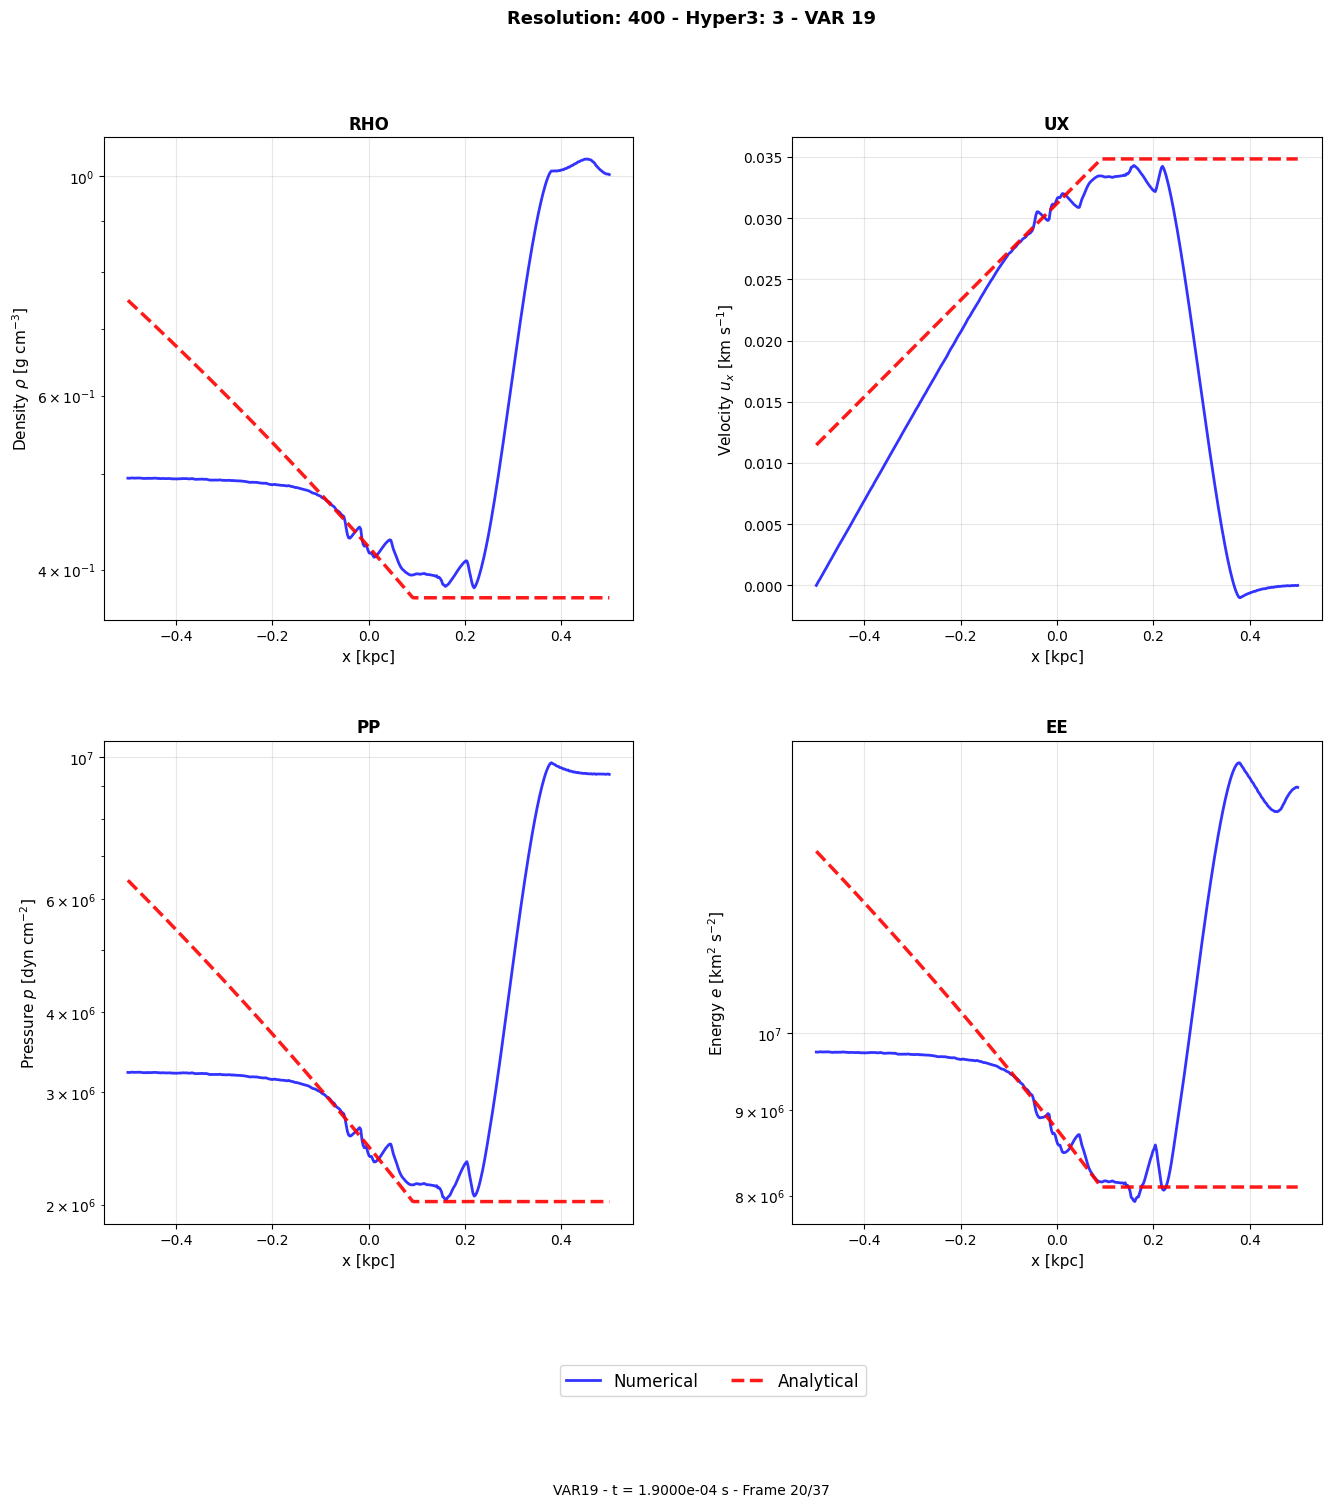 Resolution: 400 - Hyper3: 3 - VAR 19
RHO
Density ρ [g cm⁻³]
10⁰
6 × 10⁻¹
4 × 10⁻¹
−0.4 −0.2 0.0 0.2 0.4
x [kpc]
UX
Velocity uₓ [km s⁻¹]
0.035
0.030
0.025
0.020
0.015
0.010
0.005
0.000
−0.4 −0.2 0.0 0.2 0.4
x [kpc]
PP
Pressure p [dyn cm⁻²]
10⁷
6 × 10⁶
4 × 10⁶
3 × 10⁶
2 × 10⁶
−0.4 −0.2 0.0 0.2 0.4
x [kpc]
EE
Energy e [km² s⁻²]
10⁷
9 × 10⁶
8 × 10⁶
−0.4 −0.2 0.0 0.2 0.4
x [kpc]
Numerical Analytical
VAR19 - t = 1.9000e-04 s - Frame 20/37